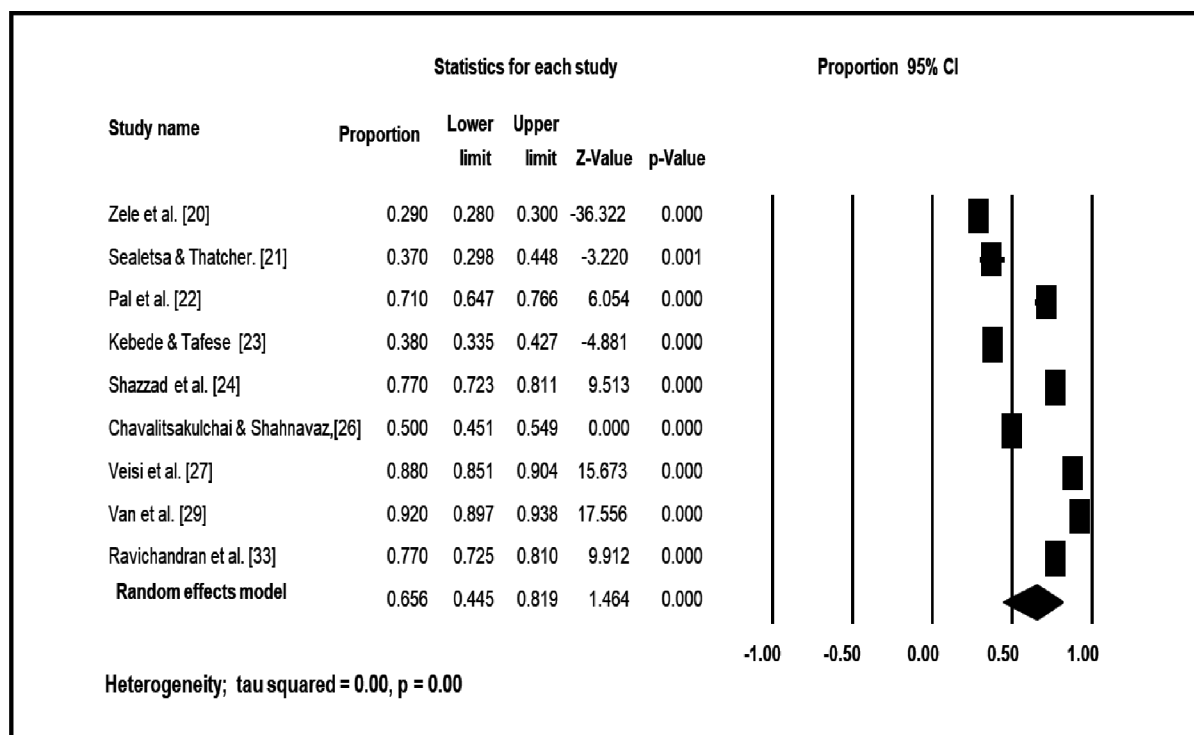 Statistics for each study Proportion 95% CI
Study name Proportion Lower limit Upper limit Z-Value p-Value
Zele et al. [20] 0.290 0.280 0.300 -36.322 0.000
Sealetsa & Thatcher. [21] 0.370 0.298 0.448 -3.220 0.001
Pal et al. [22] 0.710 0.647 0.766 6.054 0.000
Kebede & Tafese [23] 0.380 0.335 0.427 -4.881 0.000
Shazzad et al. [24] 0.770 0.723 0.811 9.513 0.000
Chavalitsakulchai & Shahnavaz,[26] 0.500 0.451 0.549 0.000 0.000
Veisi et al. [27] 0.880 0.851 0.904 15.673 0.000
Van et al. [29] 0.920 0.897 0.938 17.556 0.000
Ravichandran et al. [33] 0.770 0.725 0.810 9.912 0.000
Random effects model 0.656 0.445 0.819 1.464 0.000
-1.00 -0.50 0.00 0.50 1.00
Heterogeneity; tau squared = 0.00, p = 0.00